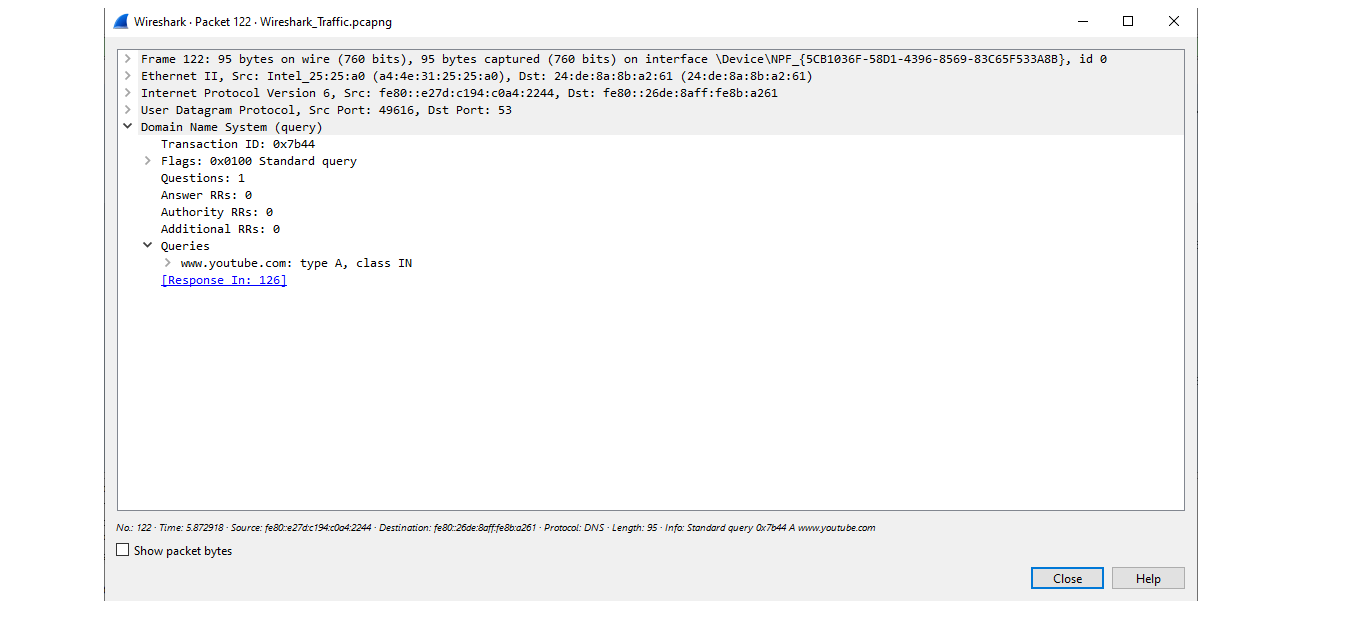 Wireshark · Packet 122 · Wireshark_Traffic.pcapng
Frame 122: 95 bytes on wire (760 bits), 95 bytes captured (760 bits) on interface \Device\NPF_{5CB1036F-58D1-4396-8569-83C65F533A8B}, id 0
Ethernet II, Src: Intel_25:25:a0 (a4:4e:31:25:25:a0), Dst: 24:de:8a:8b:a2:61 (24:de:8a:8b:a2:61)
Internet Protocol Version 6, Src: fe80::e27d:c194:c0a4:2244, Dst: fe80::26de:8aff:fe8b:a261
User Datagram Protocol, Src Port: 49616, Dst Port: 53
Domain Name System (query)
Transaction ID: 0x7b44
Flags: 0x0100 Standard query
Questions: 1
Answer RRs: 0
Authority RRs: 0
Additional RRs: 0
Queries
www.youtube.com: type A, class IN
[Response In: 126]
No.: 122 · Time: 5.872918 · Source: fe80::e27d:c194:c0a4:2244 · Destination: fe80::26de:8aff:fe8b:a261 · Protocol: DNS · Length: 95 · Info: Standard query 0x7b44 A www.youtube.com
Show packet bytes
Close
Help